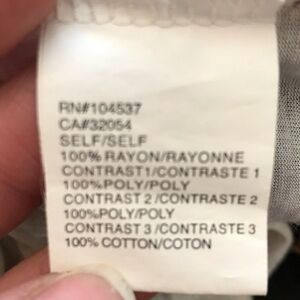 RN#104537
CA#32054
SELF/SELF
100% RAYON/RAYONNE
CONTRAST1/CONTRASTE 1
100%POLY/POLY
CONTRAST 2 /CONTRASTE 2
100%POLY/POLY
CONTRAST 3 /CONTRASTE 3
100% COTTON/COTON